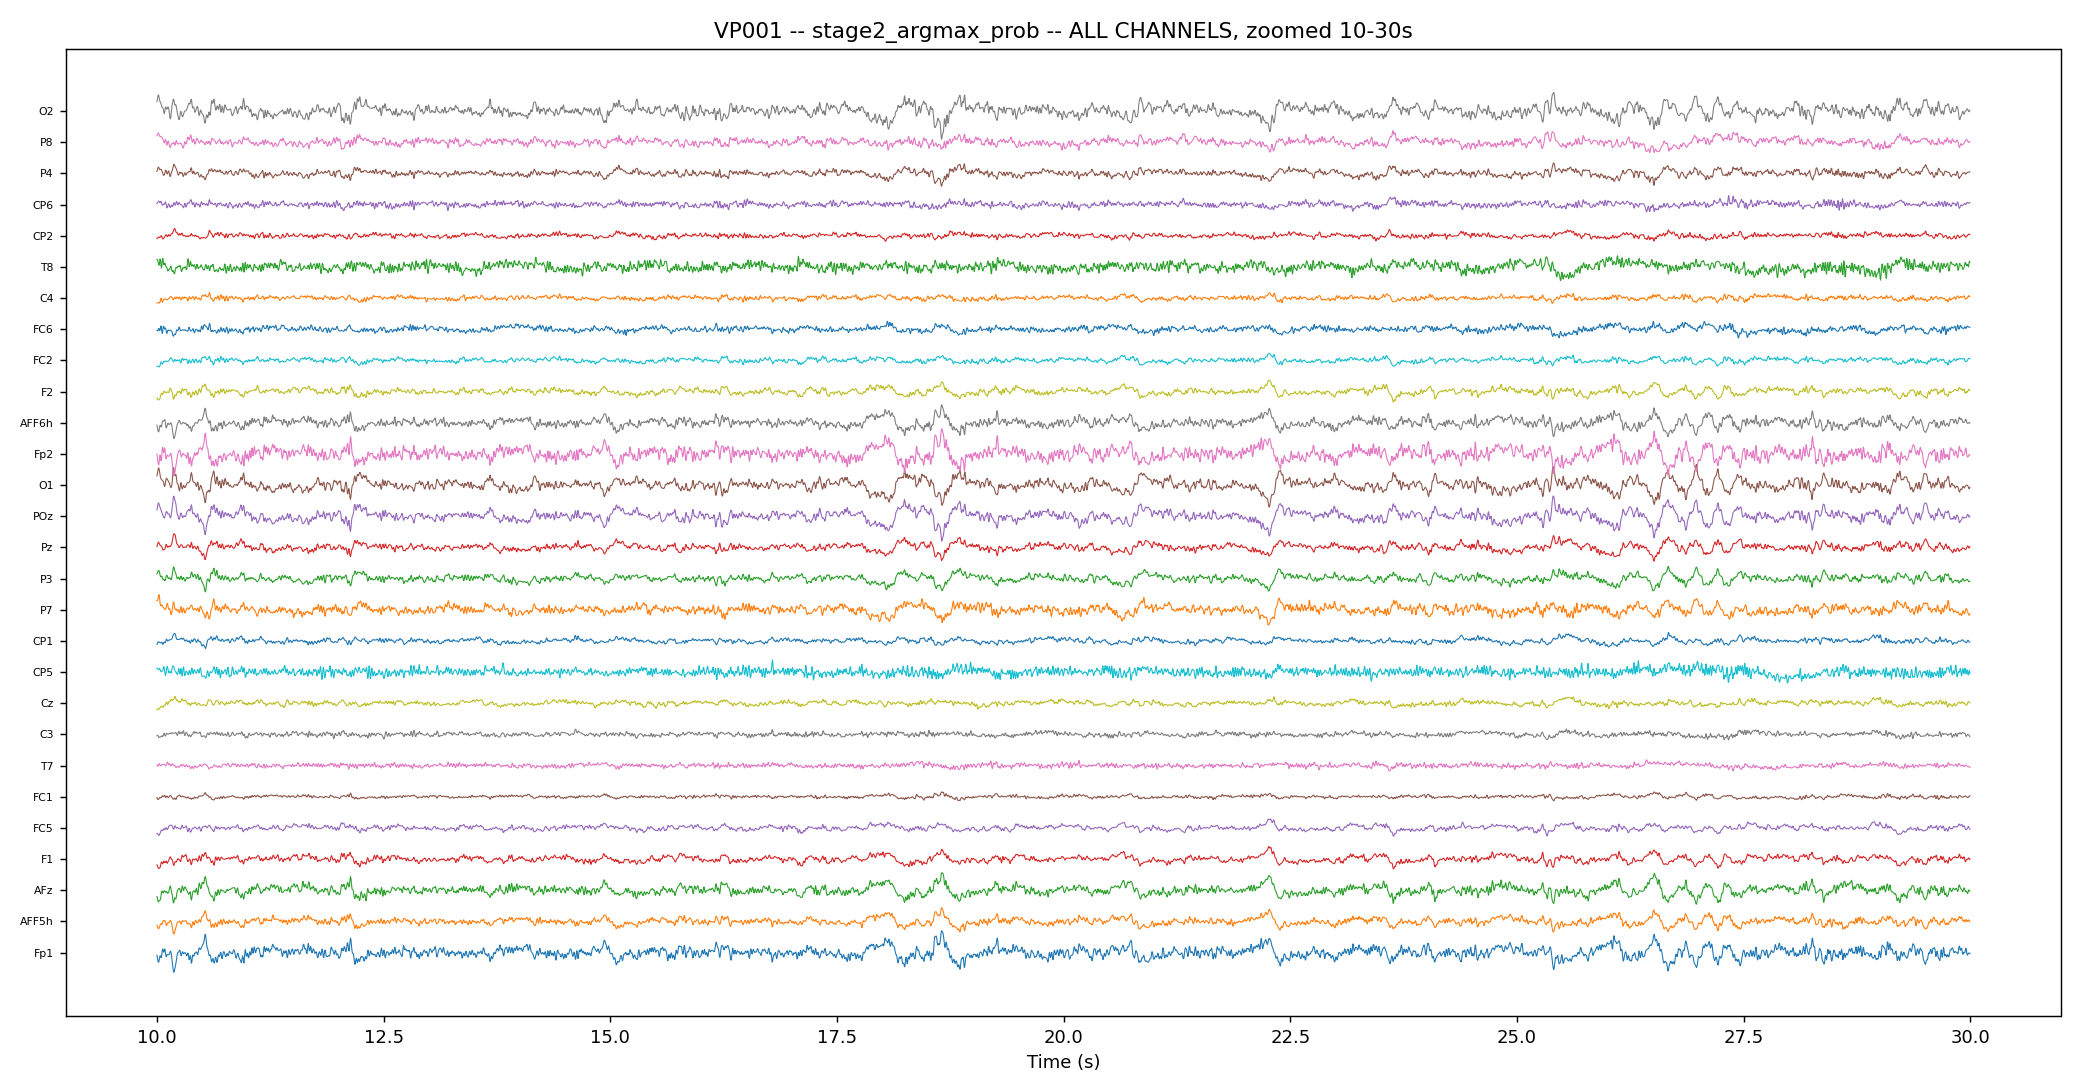 VP001 -- stage2_argmax_prob -- ALL CHANNELS, zoomed 10-30s
O2
P8
P4
CP6
CP2
T8
C4
FC6
FC2
F2
AFF6h
Fp2
O1
POz
Pz
P3
P7
CP1
CP5
Cz
C3
T7
FC1
FC5
F1
AFz
AFF5h
Fp1
10.0 12.5 15.0 17.5 20.0 22.5 25.0 27.5 30.0
Time (s)